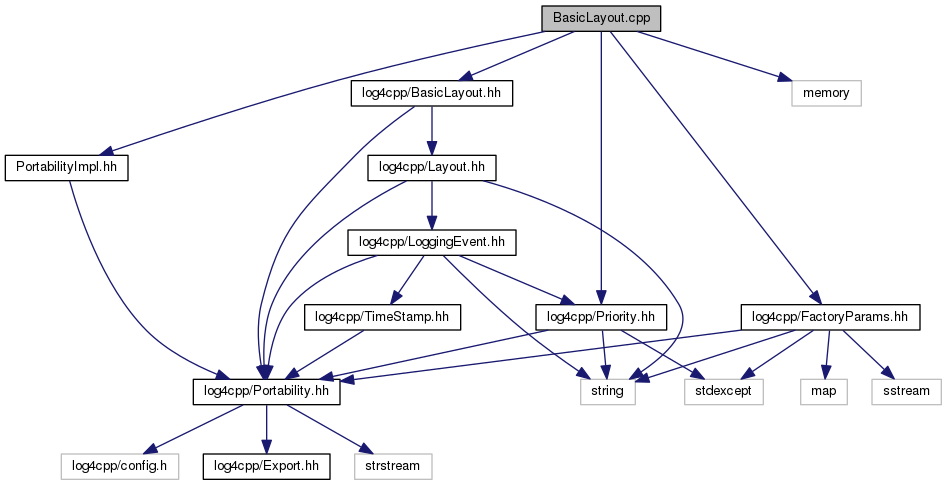 BasicLayout.cpp
log4cpp/BasicLayout.hh
memory
PortabilityImpl.hh
log4cpp/Layout.hh
log4cpp/LoggingEvent.hh
log4cpp/TimeStamp.hh
log4cpp/Priority.hh
log4cpp/FactoryParams.hh
log4cpp/Portability.hh
string
stdexcept
map
sstream
log4cpp/config.h
log4cpp/Export.hh
strstream